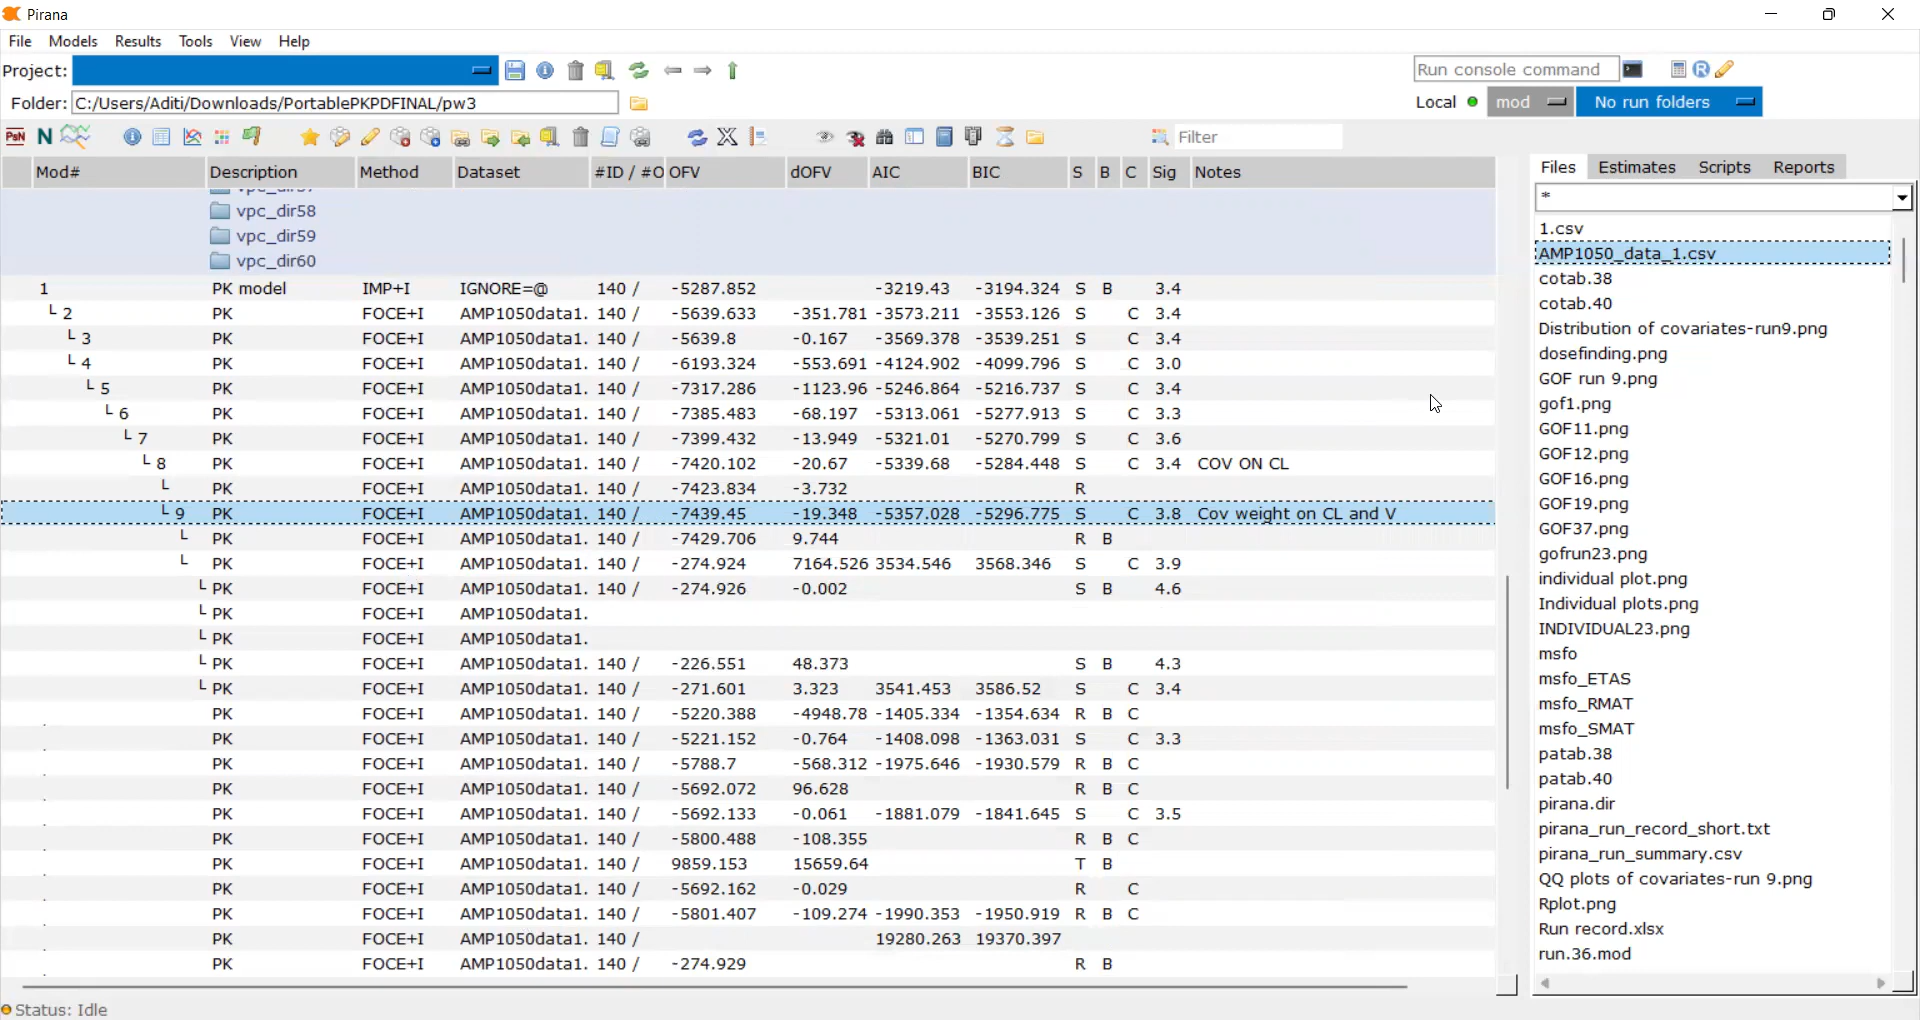 Pirana
File Models Results Tools View Help
Project:
Run console command
R
Folder: C:/Users/Aditi/Downloads/PortablePKPDFINAL/pw3
Local mod No run folders
PsN N
Filter
Files Estimates Scripts Reports
Mod# Description Method Dataset #ID / #O OFV dOFV AIC BIC S B C Sig Notes
*
vpc_dir57
vpc_dir58
vpc_dir59
vpc_dir60
1 PK model IMP+I IGNORE=@ 140 / -5287.852 -3219.43 -3194.324 S B 3.4
2 PK FOCE+I AMP1050data1. 140 / -5639.633 -351.781 -3573.211 -3553.126 S C 3.4
3 PK FOCE+I AMP1050data1. 140 / -5639.8 -0.167 -3569.378 -3539.251 S C 3.4
4 PK FOCE+I AMP1050data1. 140 / -6193.324 -553.691 -4124.902 -4099.796 S C 3.0
5 PK FOCE+I AMP1050data1. 140 / -7317.286 -1123.96 -5246.864 -5216.737 S C 3.4
6 PK FOCE+I AMP1050data1. 140 / -7385.483 -68.197 -5313.061 -5277.913 S C 3.3
7 PK FOCE+I AMP1050data1. 140 / -7399.432 -13.949 -5321.01 -5270.799 S C 3.6
8 PK FOCE+I AMP1050data1. 140 / -7420.102 -20.67 -5339.68 -5284.448 S C 3.4 COV ON CL
PK FOCE+I AMP1050data1. 140 / -7423.834 -3.732 R
9 PK FOCE+I AMP1050data1. 140 / -7439.45 -19.348 -5357.028 -5296.775 S C 3.8 Cov weight on CL and V
PK FOCE+I AMP1050data1. 140 / -7429.706 9.744 R B
PK FOCE+I AMP1050data1. 140 / -274.924 7164.526 3534.546 3568.346 S C 3.9
PK FOCE+I AMP1050data1. 140 / -274.926 -0.002 S B 4.6
PK FOCE+I AMP1050data1.
PK FOCE+I AMP1050data1.
PK FOCE+I AMP1050data1. 140 / -226.551 48.373 S B 4.3
PK FOCE+I AMP1050data1. 140 / -271.601 3.323 3541.453 3586.52 S C 3.4
PK FOCE+I AMP1050data1. 140 / -5220.388 -4948.78 -1405.334 -1354.634 R B C
PK FOCE+I AMP1050data1. 140 / -5221.152 -0.764 -1408.098 -1363.031 S C 3.3
PK FOCE+I AMP1050data1. 140 / -5788.7 -568.312 -1975.646 -1930.579 R B C
PK FOCE+I AMP1050data1. 140 / -5692.072 96.628 R B C
PK FOCE+I AMP1050data1. 140 / -5692.133 -0.061 -1881.079 -1841.645 S C 3.5
PK FOCE+I AMP1050data1. 140 / -5800.488 -108.355 R B C
PK FOCE+I AMP1050data1. 140 / 9859.153 15659.64 T B
PK FOCE+I AMP1050data1. 140 / -5692.162 -0.029 R C
PK FOCE+I AMP1050data1. 140 / -5801.407 -109.274 -1990.353 -1950.919 R B C
PK FOCE+I AMP1050data1. 140 / 19280.263 19370.397
PK FOCE+I AMP1050data1. 140 / -274.929 R B
1.csv
AMP1050_data_1.csv
cotab.38
cotab.40
Distribution of covariates-run9.png
dosefinding.png
GOF run 9.png
gof1.png
GOF11.png
GOF12.png
GOF16.png
GOF19.png
GOF37.png
gofrun23.png
individual plot.png
Individual plots.png
INDIVIDUAL23.png
msfo
msfo_ETAS
msfo_RMAT
msfo_SMAT
patab.38
patab.40
pirana.dir
pirana_run_record_short.txt
pirana_run_summary.csv
QQ plots of covariates-run 9.png
Rplot.png
Run record.xlsx
run.36.mod
Status: Idle